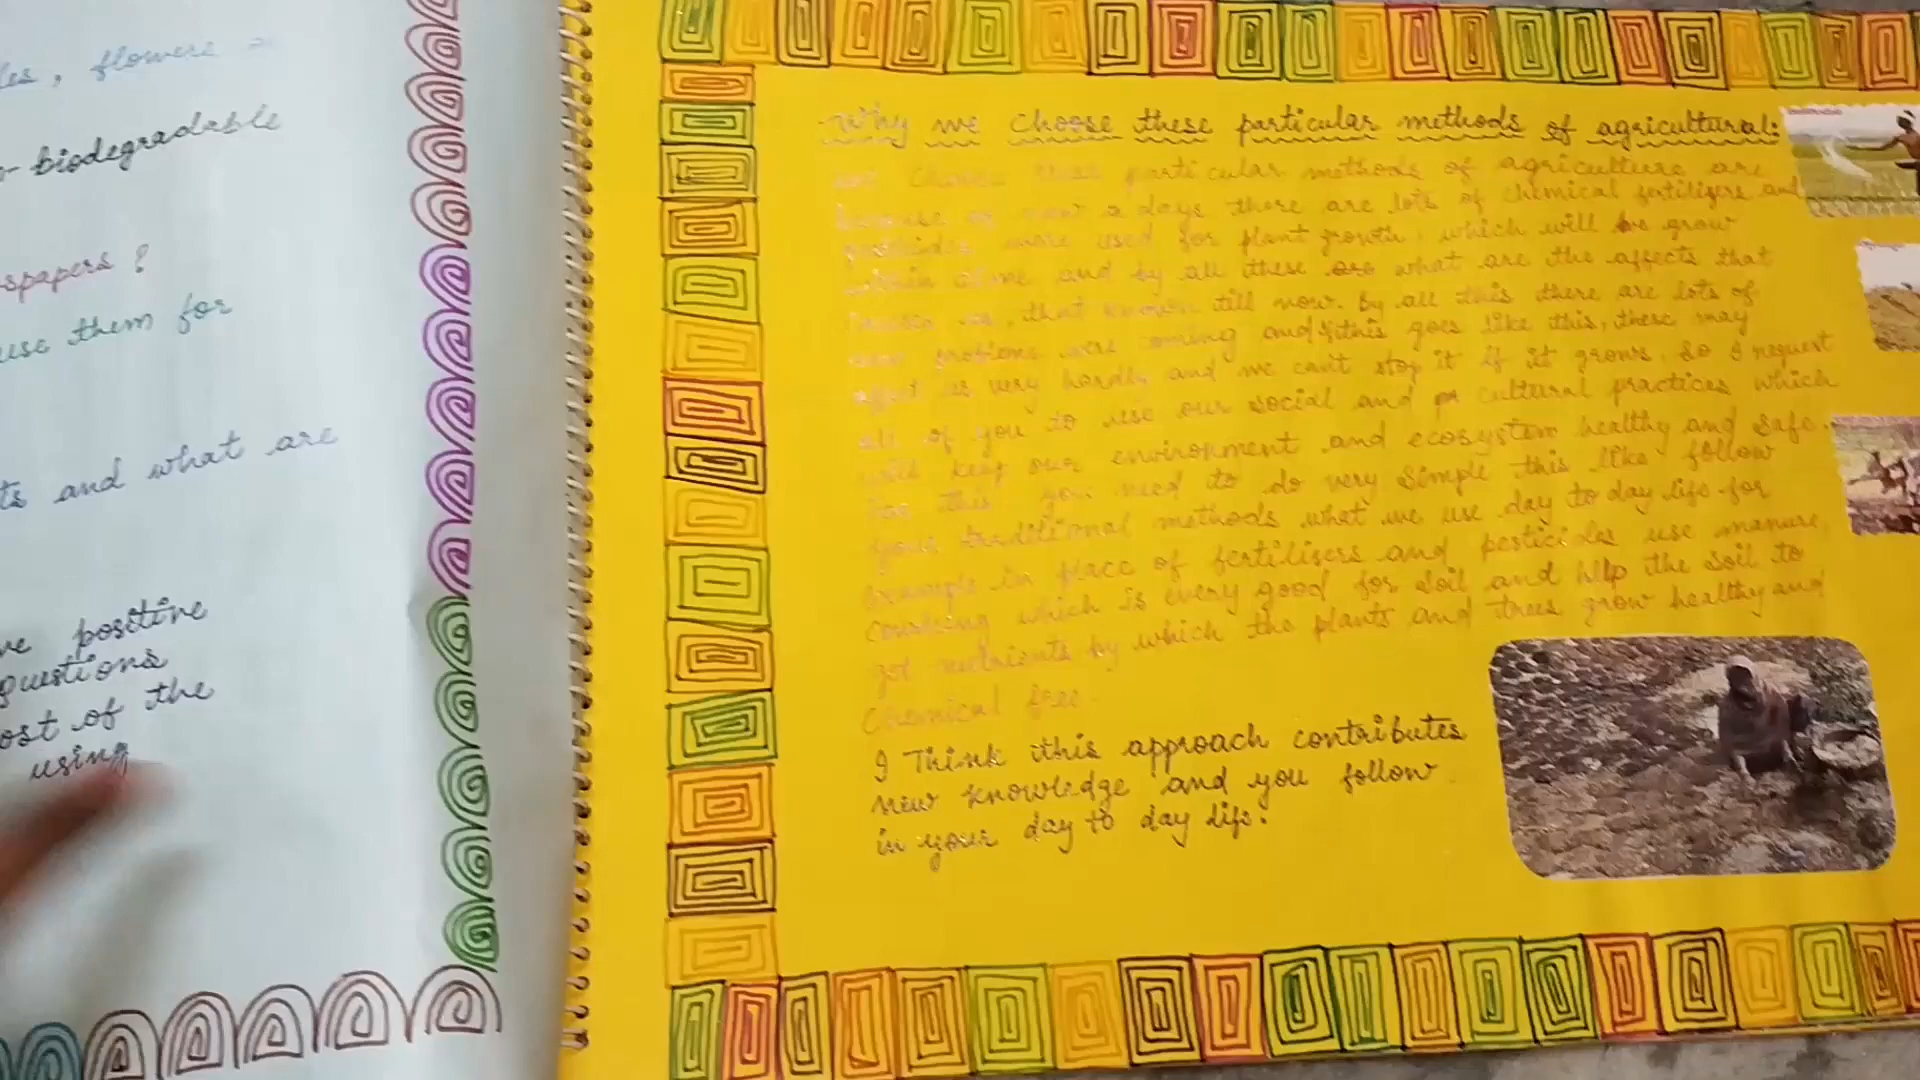 les, flowers
biodegradable
spapers ?
use them for
ts and what are
ve positive
questions
ost of the
using
Why we choose these particular methods of agricultural:
particular methods of agriculture are
because of now a days there are lots of chemical fertilizers and
pesticides were used for plant growth, which will be grow
within time and by all these are what are the affects that
that known till now. By all this there are lots of
new problems are coming and if this goes like this, these may
affect us very hardly and we can't stop it if it grows. So I request
all of you to use our social and cultural practices which
will keep our environment and ecosystem healthy and safe.
For this you need to do very simple this like follow
your traditional methods what we use day to day life for
example in place of fertilizers and pesticides use manure,
which is every good for soil and help the soil to
got nutrients by which the plants and trees grow healthy and
chemical free.
I Think this approach contributes
new knowledge and you follow
in your day to day life.